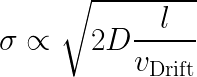 σ ∝ √(2D l/v_Drift)